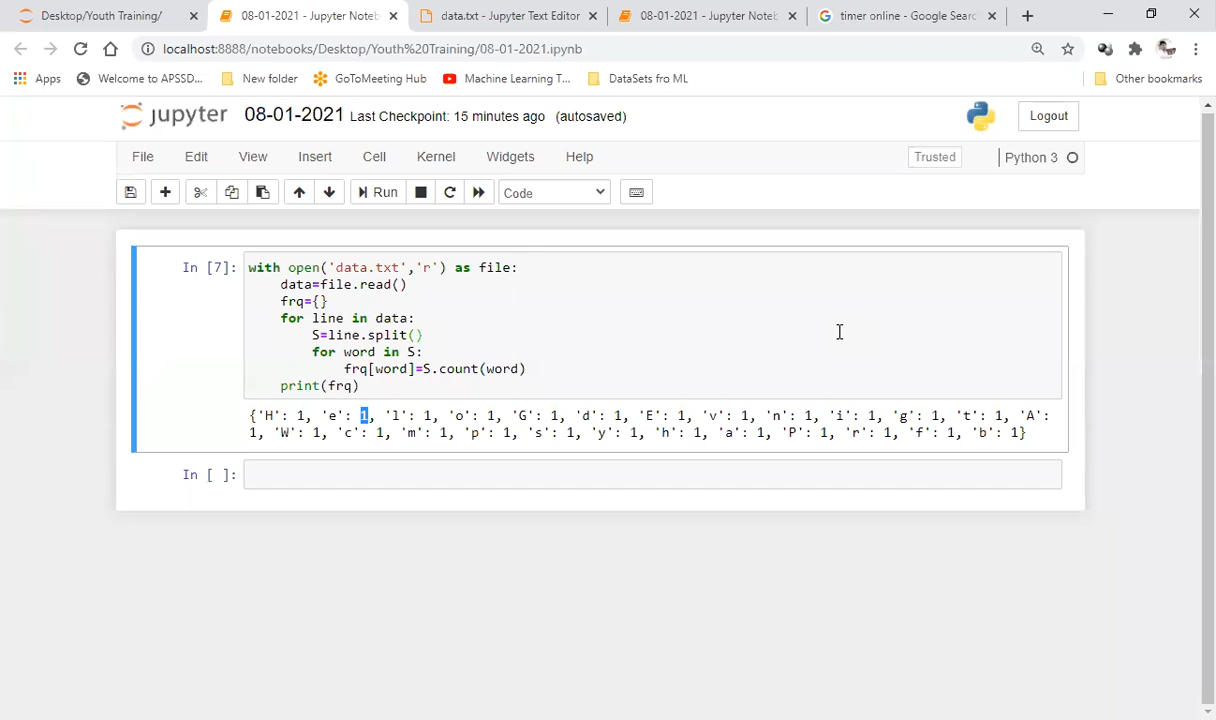 Desktop/Youth Training/
08-01-2021 - Jupyter Noteb
data.txt - Jupyter Text Editor
08-01-2021 - Jupyter Noteb
timer online - Google Searc
localhost:8888/notebooks/Desktop/Youth%20Training/08-01-2021.ipynb
Apps
Welcome to APSSD...
New folder
GoToMeeting Hub
Machine Learning T...
DataSets fro ML
Other bookmarks
jupyter 08-01-2021 Last Checkpoint: 15 minutes ago (autosaved)
Logout
File Edit View Insert Cell Kernel Widgets Help
Trusted
Python 3
Run
Code
In [7]: with open('data.txt','r') as file:
data=file.read()
frq={}
for line in data:
S=line.split()
for word in S:
frq[word]=S.count(word)
print(frq)
{'H': 1, 'e': 1, 'l': 1, 'o': 1, 'G': 1, 'd': 1, 'E': 1, 'v': 1, 'n': 1, 'i': 1, 'g': 1, 't': 1, 'A':
1, 'W': 1, 'c': 1, 'm': 1, 'p': 1, 's': 1, 'y': 1, 'h': 1, 'a': 1, 'P': 1, 'r': 1, 'f': 1, 'b': 1}
In [ ]: